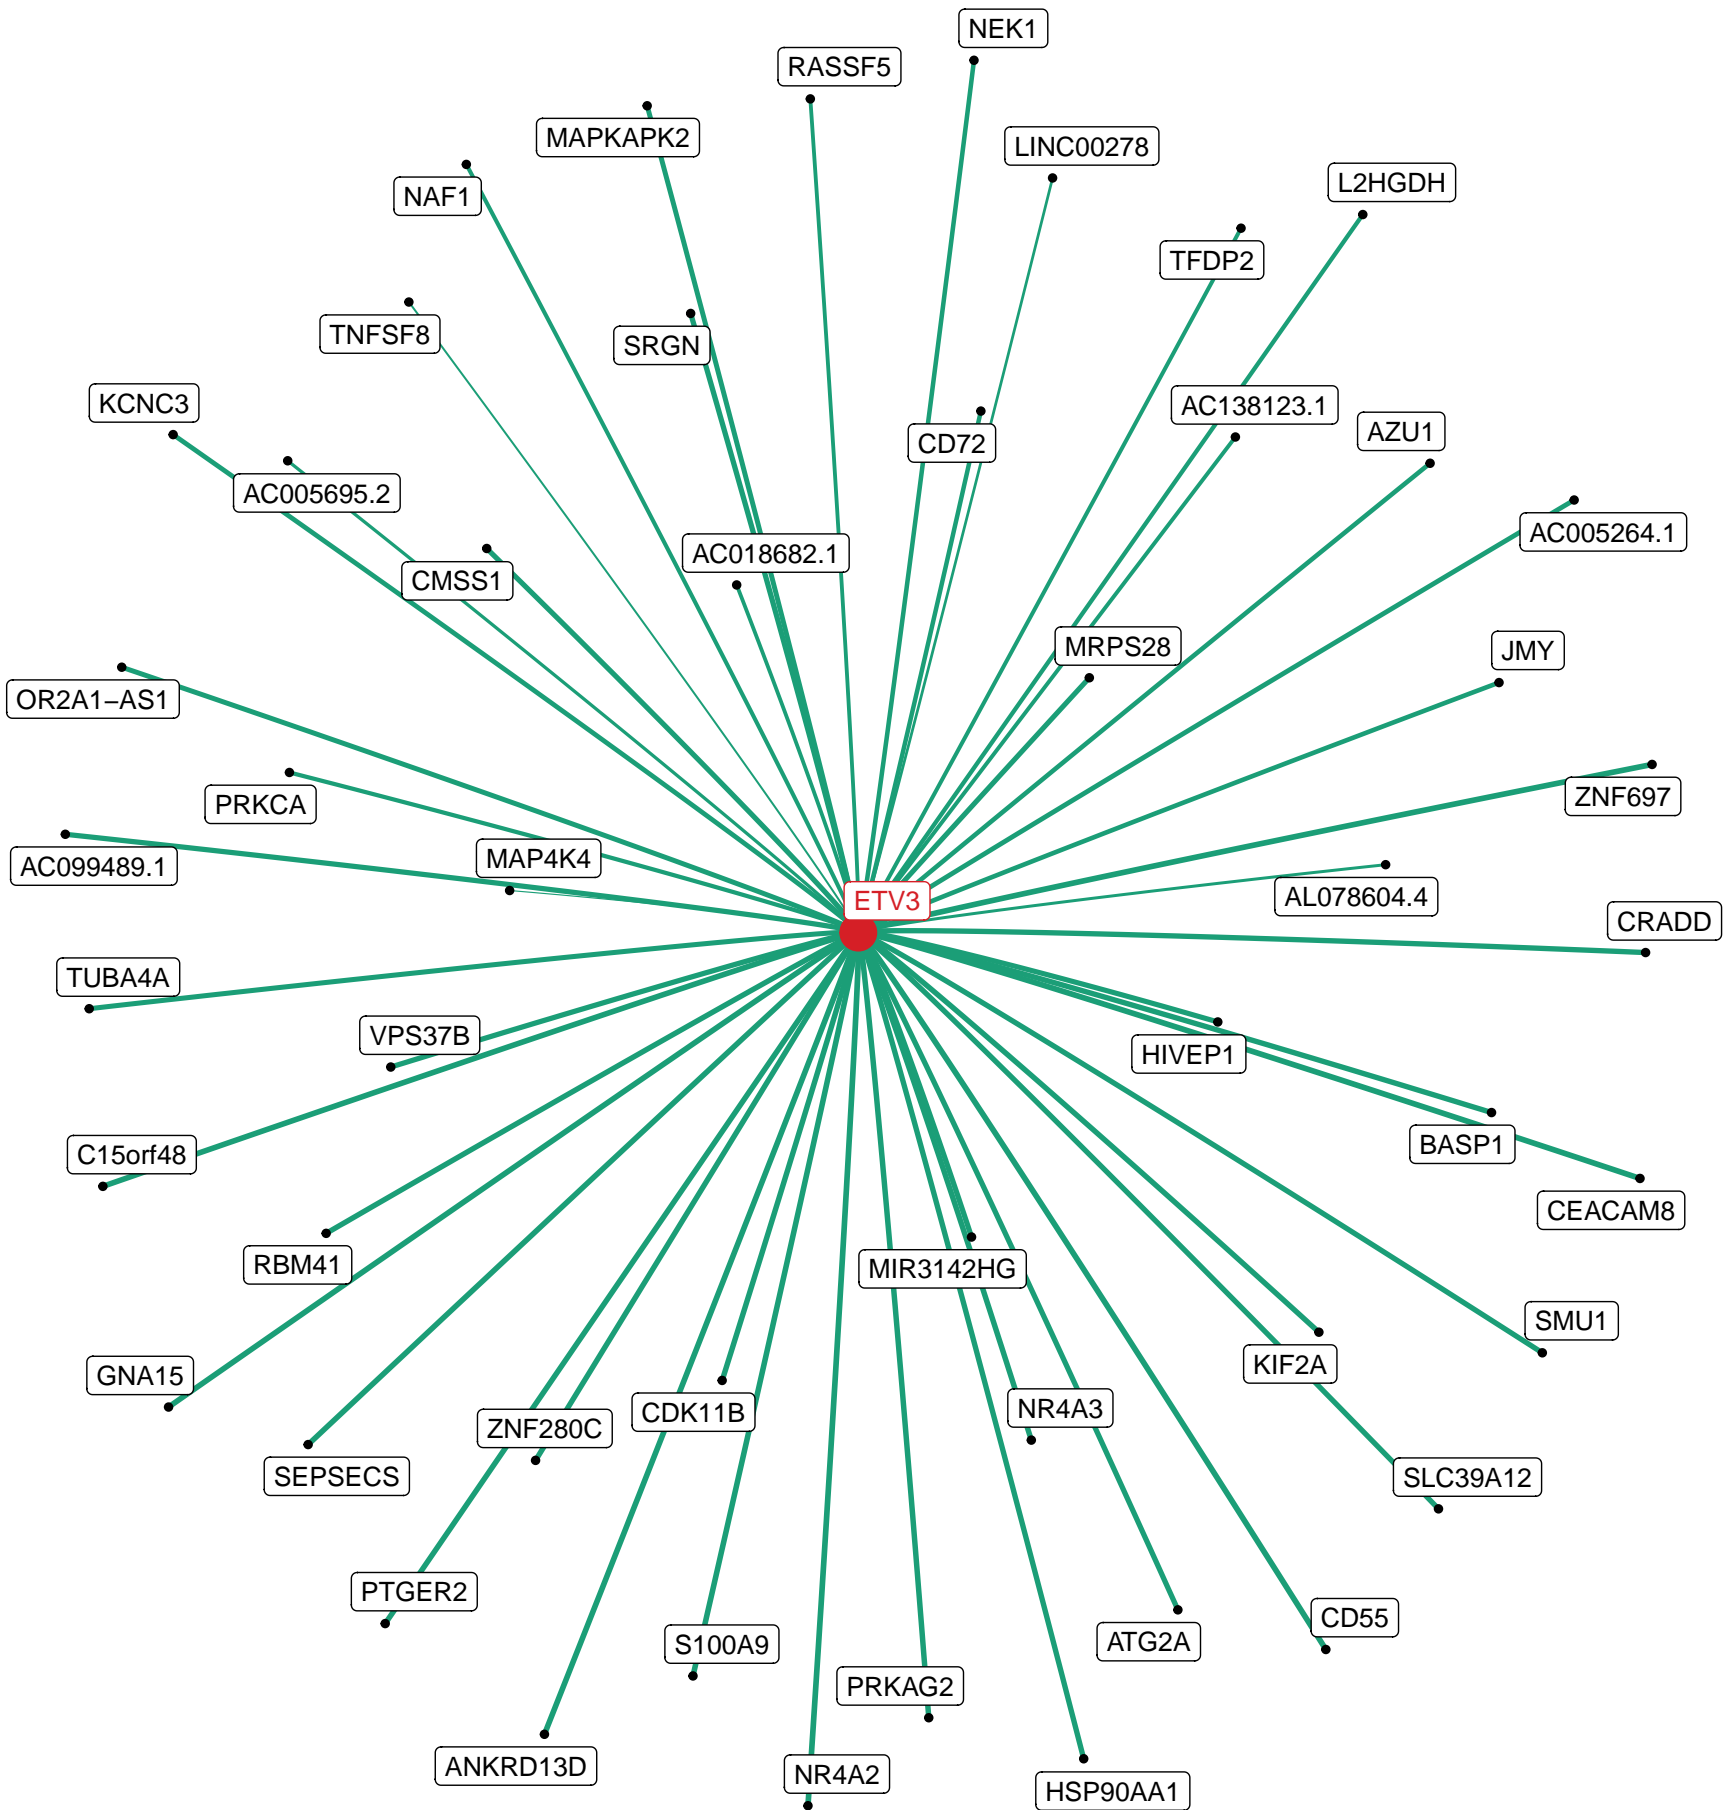 NEK1
RASSF5
MAPKAPK2
LINC00278
L2HGDH
NAF1
TFDP2
TNFSF8
SRGN
KCNC3
AC138123.1
AZU1
CD72
AC005695.2
AC005264.1
AC018682.1
CMSS1
MRPS28
JMY
OR2A1−AS1
ZNF697
PRKCA
MAP4K4
AC099489.1
AL078604.4
ETV3
CRADD
TUBA4A
VPS37B
HIVEP1
BASP1
C15orf48
CEACAM8
RBM41
MIR3142HG
SMU1
KIF2A
GNA15
NR4A3
CDK11B
ZNF280C
SEPSECS
SLC39A12
PTGER2
CD55
ATG2A
S100A9
PRKAG2
ANKRD13D
NR4A2
HSP90AA1